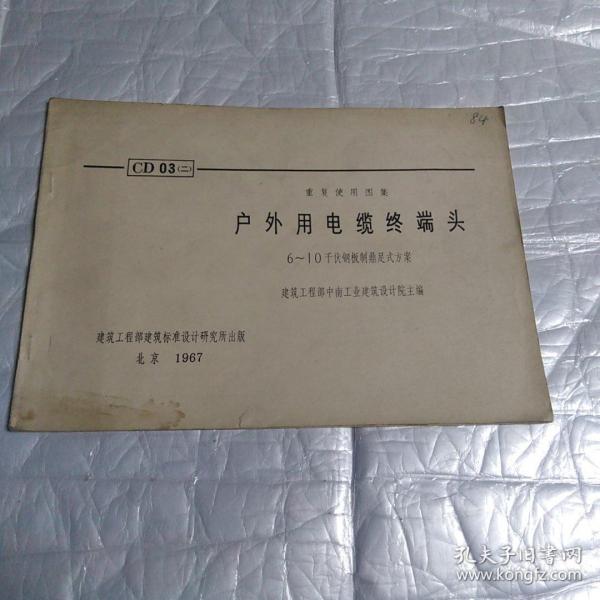 84
CD 03(二)
重复使用图集
户外用电缆终端头
6～10千伏钢板制鼎足式方案
建筑工程部中南工业建筑设计院主编
建筑工程部建筑标准设计研究所出版
北京 1967
孔夫子旧书网
www.kongfz.com